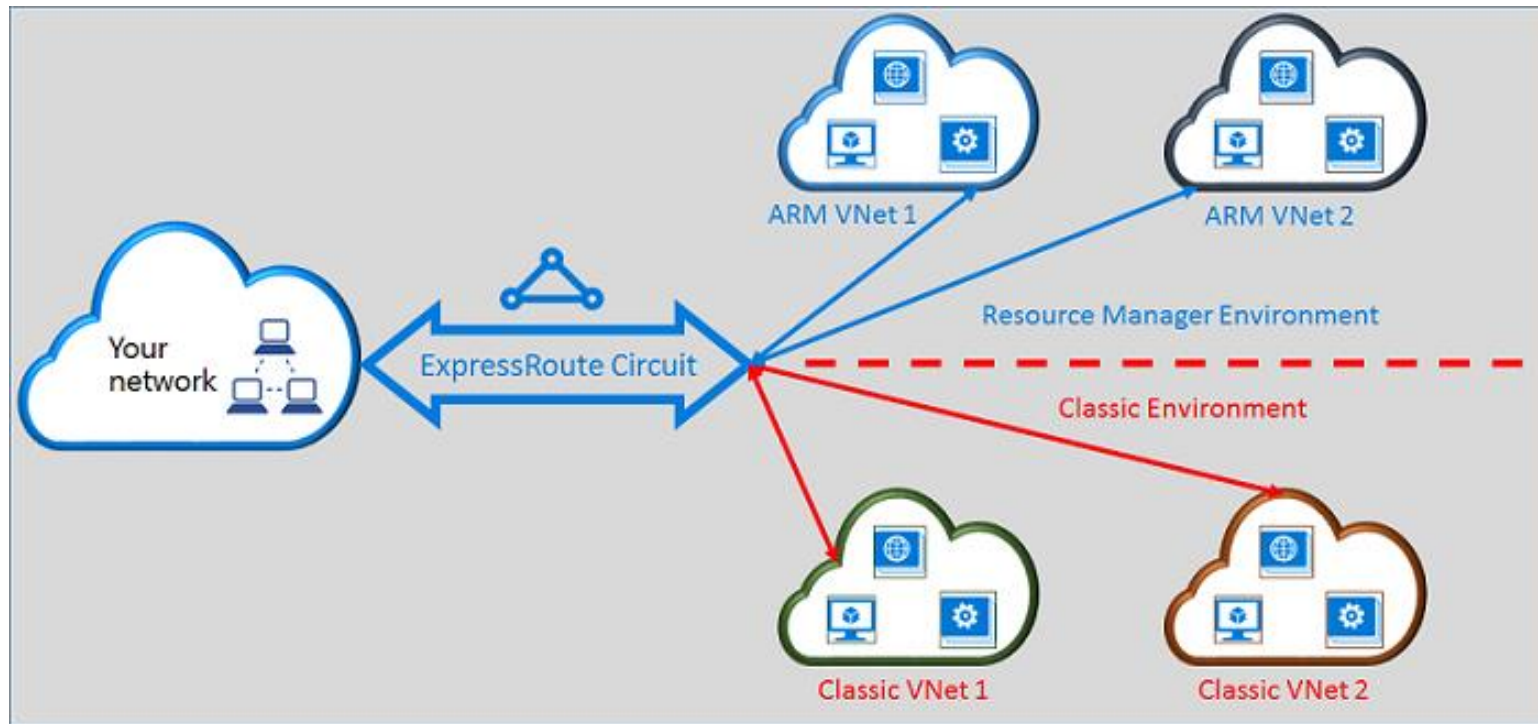 ARM VNet 1
ARM VNet 2
Your
network
ExpressRoute Circuit
Resource Manager Environment
Classic Environment
Classic VNet 1
Classic VNet 2